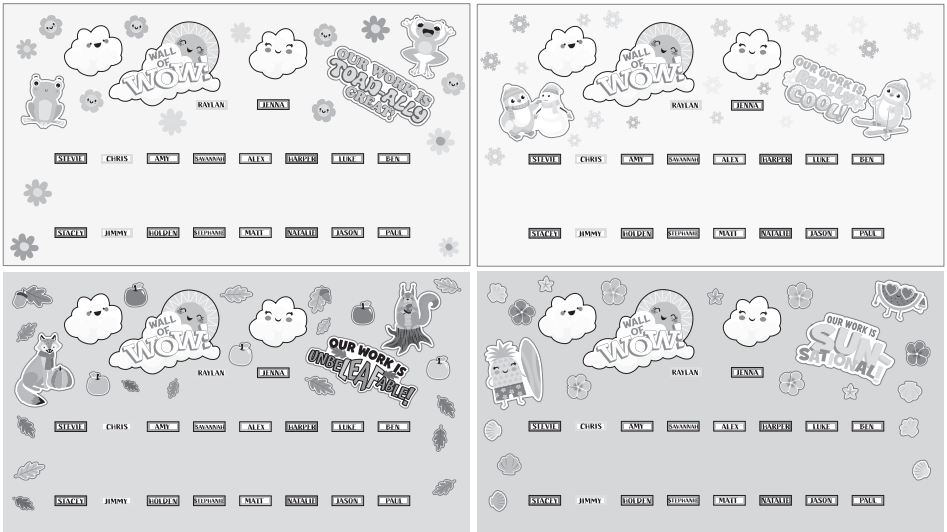 WALL
OF
WOW!
OUR WORK IS
TOAD-ALLY
GREAT!
RAYLAN JENNA
STEVIE CHRIS AMY SAVANNAH ALEX HARPER LUKE BEN
STACEY JIMMY HOLDEN STEPHANIE MATT NATALIE JASON PAUL
WALL
OF
WOW!
OUR WORK IS
REALLY
COOL!
RAYLAN JENNA
STEVIE CHRIS AMY SAVANNAH ALEX HARPER LUKE BEN
STACEY JIMMY HOLDEN STEPHANIE MATT NATALIE JASON PAUL
WALL
OF
WOW!
OUR WORK IS
UNBELEAFABLE!
RAYLAN JENNA
STEVIE CHRIS AMY SAVANNAH ALEX HARPER LUKE BEN
STACEY JIMMY HOLDEN STEPHANIE MATT NATALIE JASON PAUL
WALL
OF
WOW!
OUR WORK IS
SUN-
SATIONAL!
RAYLAN JENNA
STEVIE CHRIS AMY SAVANNAH ALEX HARPER LUKE BEN
STACEY JIMMY HOLDEN STEPHANIE MATT NATALIE JASON PAUL